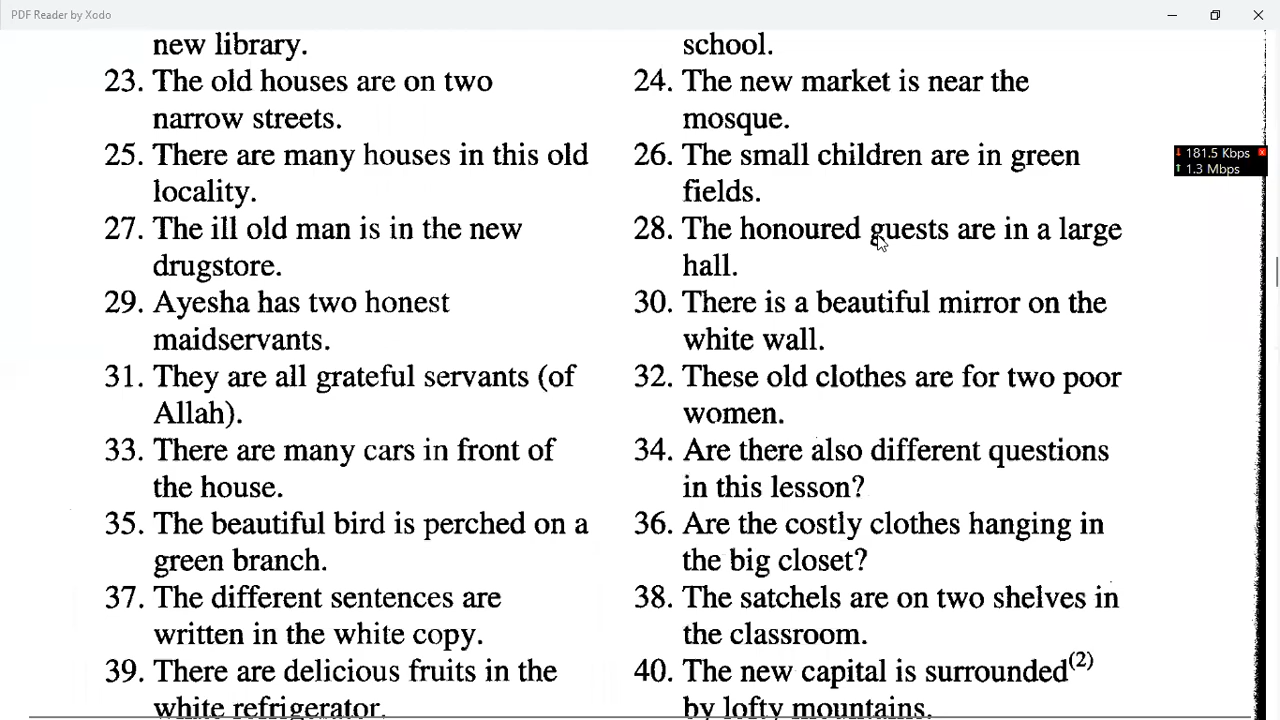 PDF Reader by Xodo
new library.
school.
23. The old houses are on two
narrow streets.
24. The new market is near the
mosque.
25. There are many houses in this old
locality.
26. The small children are in green
fields.
27. The ill old man is in the new
drugstore.
28. The honoured guests are in a large
hall.
29. Ayesha has two honest
maidservants.
30. There is a beautiful mirror on the
white wall.
31. They are all grateful servants (of
Allah).
32. These old clothes are for two poor
women.
33. There are many cars in front of
the house.
34. Are there also different questions
in this lesson?
35. The beautiful bird is perched on a
green branch.
36. Are the costly clothes hanging in
the big closet?
37. The different sentences are
written in the white copy.
38. The satchels are on two shelves in
the classroom.
39. There are delicious fruits in the
white refrigerator.
40. The new capital is surrounded(2)
by lofty mountains.
181.5 Kbps
1.3 Mbps